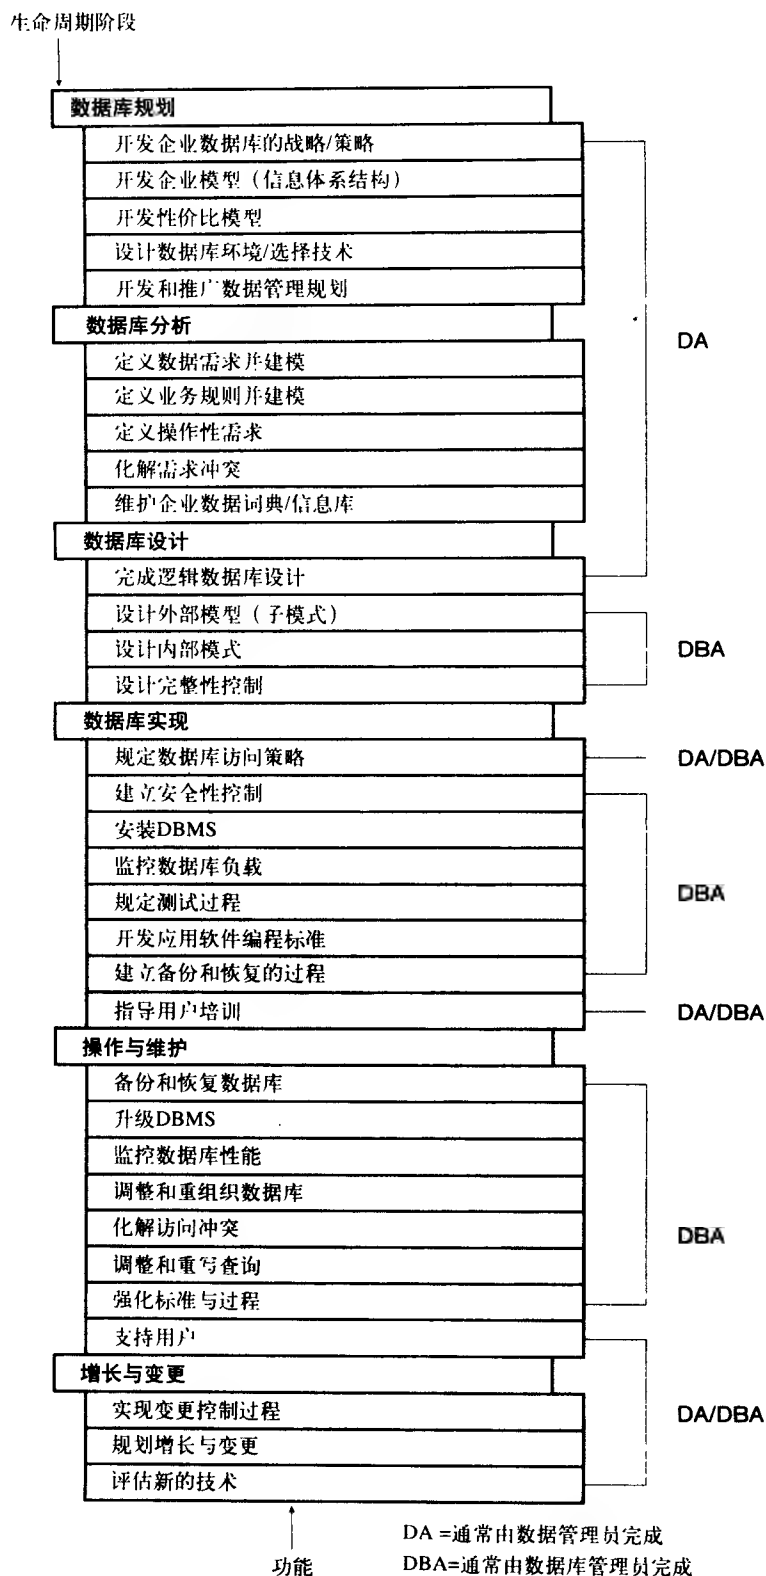 生命周期阶段
数据库规划
开发企业数据库的战略/策略
开发企业模型（信息体系结构）
开发性价比模型
设计数据库环境/选择技术
开发和推广数据管理规划
数据库分析
DA
定义数据需求并建模
定义业务规则并建模
定义操作性需求
化解需求冲突
维护企业数据词典/信息库
数据库设计
完成逻辑数据库设计
设计外部模型（子模式）
设计内部模式
DBA
设计完整性控制
数据库实现
规定数据库访问策略
DA/DBA
建立安全性控制
安装DBMS
监控数据库负载
规定测试过程
DBA
开发应用软件编程标准
建立备份和恢复的过程
指导用户培训
DA/DBA
操作与维护
备份和恢复数据库
升级DBMS
监控数据库性能
调整和重组织数据库
化解访问冲突
DBA
调整和重写查询
强化标准与过程
支持用户
增长与变更
实现变更控制过程
DA/DBA
规划增长与变更
评估新的技术
功能
DA =通常由数据管理员完成
DBA=通常由数据库管理员完成